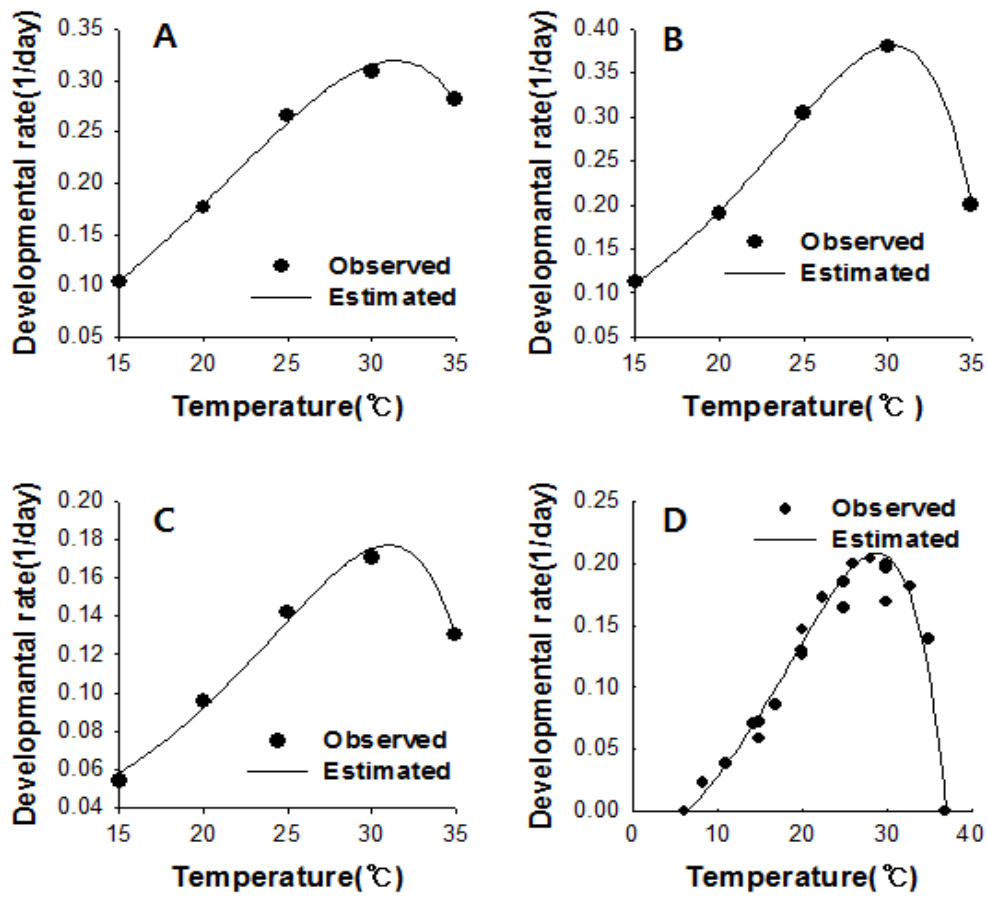 A
Developmental rate(1/day)
0.35
0.30
0.25
0.20
0.15
0.10
0.05
Observed
Estimated
15 20 25 30 35
Temperature(℃)
B
Developmantal rate(1/day)
0.40
0.35
0.30
0.25
0.20
0.15
0.10
0.05
Observed
Estimated
15 20 25 30 35
Temperature(℃ )
C
Developmantal rate(1/day)
0.20
0.18
0.16
0.14
0.12
0.10
0.08
0.06
0.04
Observed
Estimated
15 20 25 30 35
Temperature(℃)
D
Developmental rate(1/day)
0.25
0.20
0.15
0.10
0.05
0.00
Observed
Estimated
0 10 20 30 40
Temperature(℃)